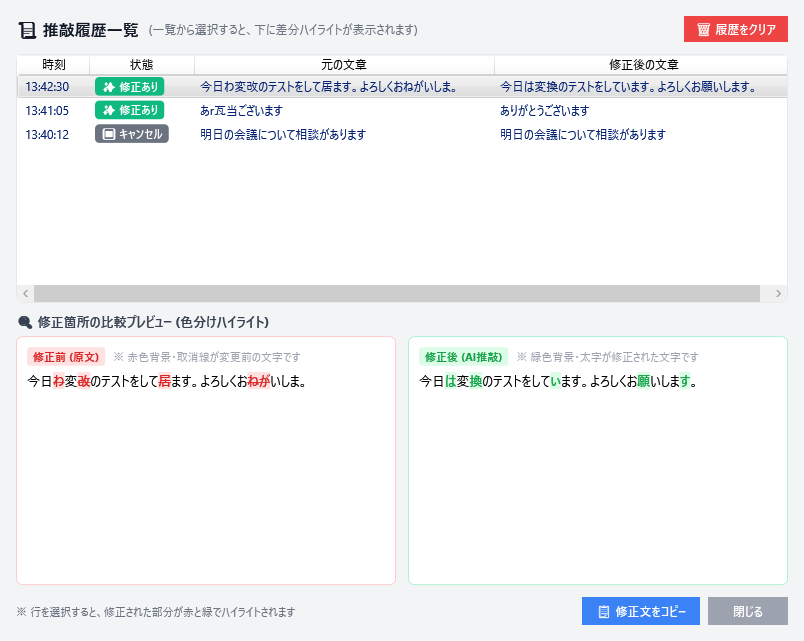 推敲履歴一覧 (一覧から選択すると、下に差分ハイライトが表示されます) 履歴をクリア
時刻 状態 元の文章 修正後の文章
13:42:30 修正あり 今日わ変改のテストをして居ます。よろしくおねがいしま。 今日は変換のテストをしています。よろしくお願いします。
13:41:05 修正あり あr瓦当ございます ありがとうございます
13:40:12 キャンセル 明日の会議について相談があります 明日の会議について相談があります
修正箇所の比較プレビュー (色分けハイライト)
修正前 (原文) ※ 赤色背景・取消線が変更前の文字です
今日わ変改のテストをして居ます。よろしくおねがいしま。
修正後 (AI推敲) ※ 緑色背景・太字が修正された文字です
今日は変換のテストをしています。よろしくお願いします。
※ 行を選択すると、修正された部分が赤と緑でハイライトされます 修正文をコピー 閉じる